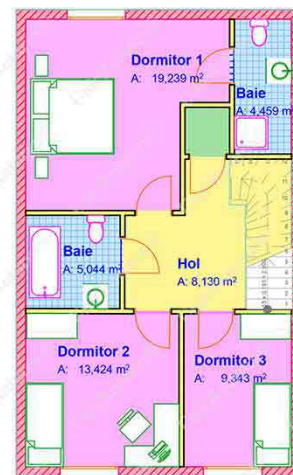 Dormitor 1
A: 19,239 m²
Baie
A: 4,459 m²
Baie
A: 5,044 m²
Hol
A: 8,130 m²
Dormitor 2
A: 13,424 m²
Dormitor 3
A: 9,343 m²